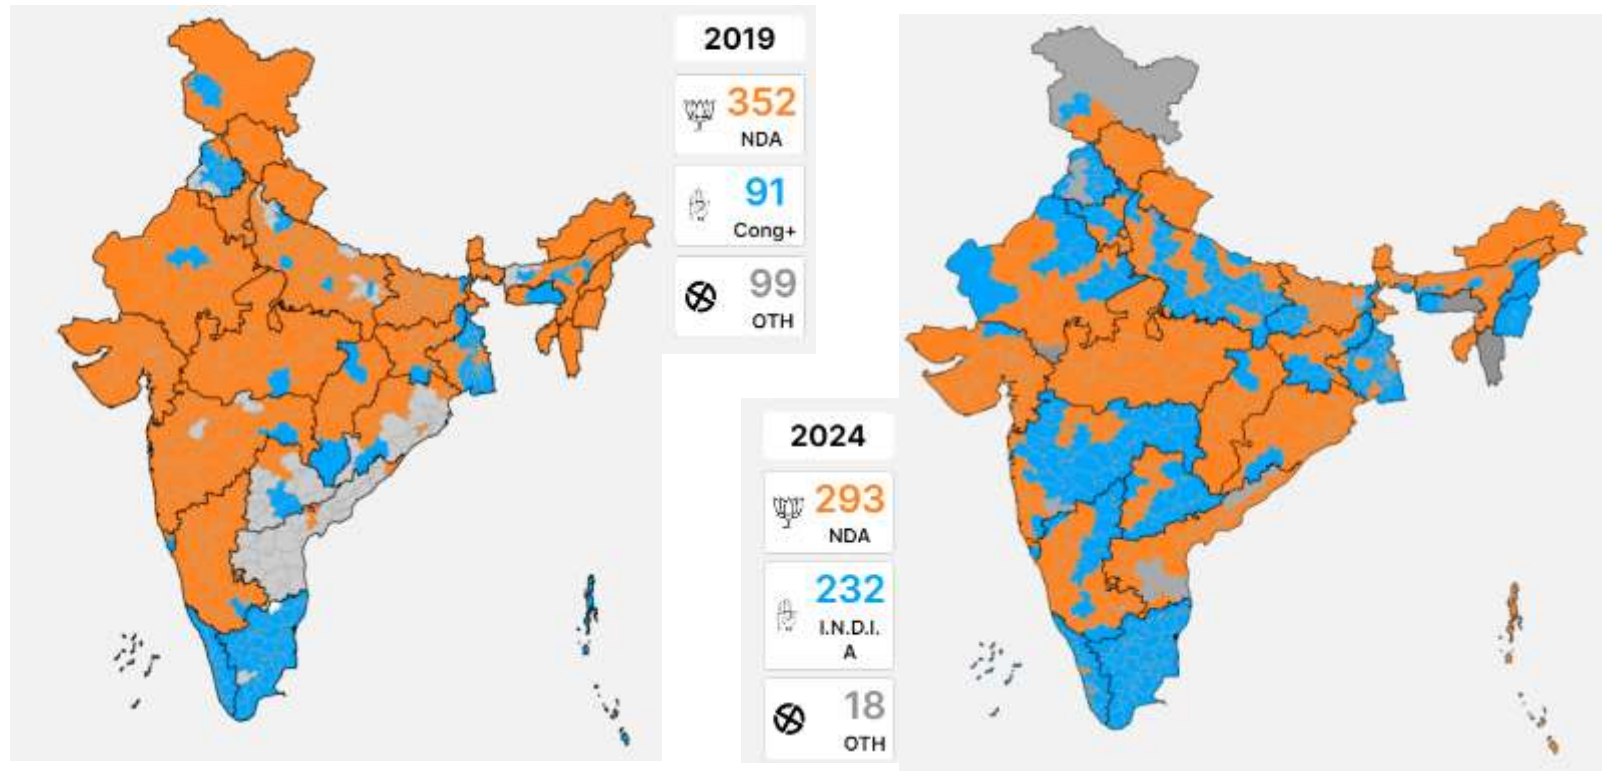 2019
352
NDA
91
Cong+
99
OTH
2024
293
NDA
232
I.N.D.I.
A
18
OTH